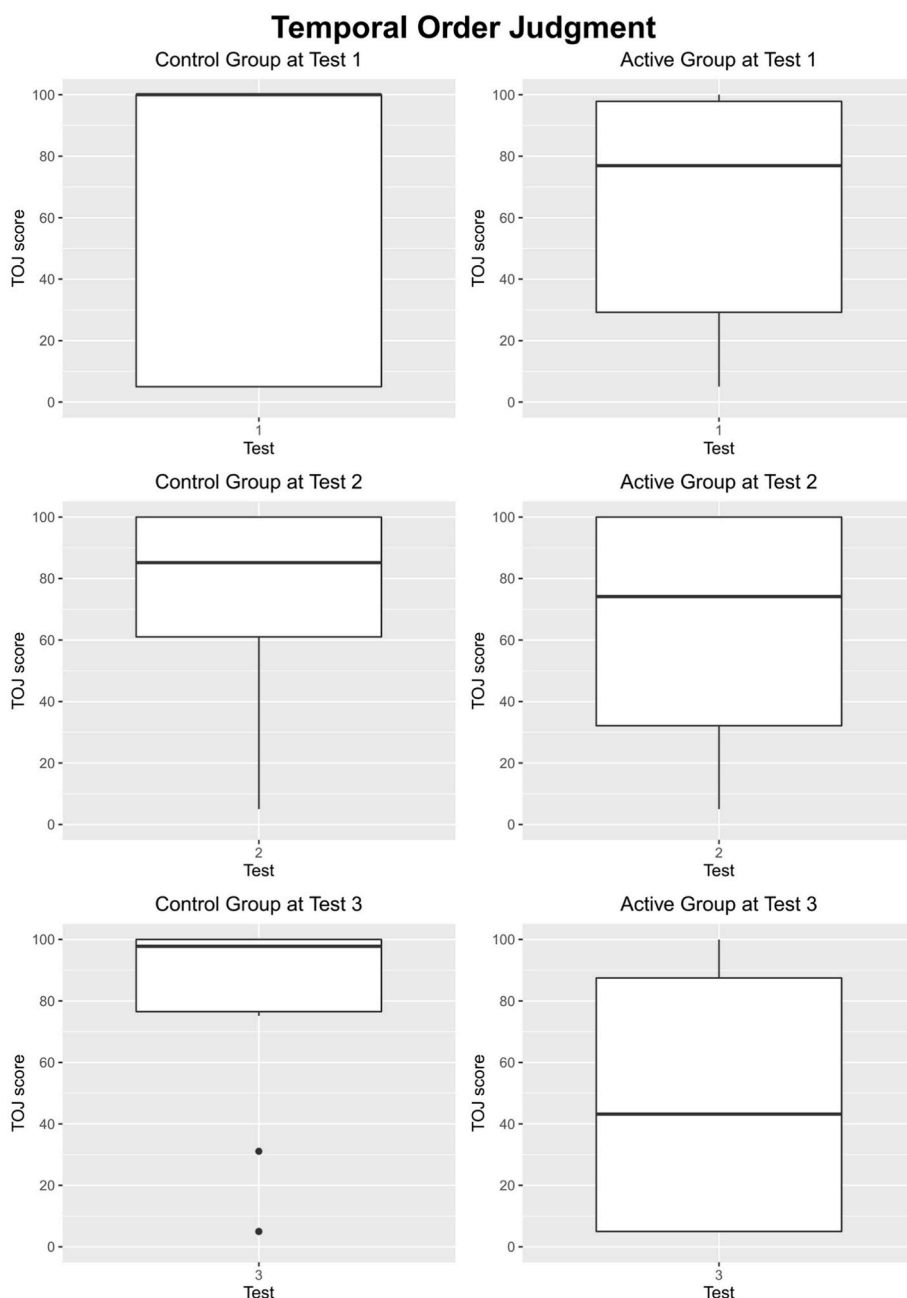 Temporal Order Judgment
Control Group at Test 1
Active Group at Test 1
TOJ score
100
80
60
40
20
0
1
Test
TOJ score
100
80
60
40
20
0
1
Test
Control Group at Test 2
Active Group at Test 2
TOJ score
100
80
60
40
20
0
2
Test
TOJ score
100
80
60
40
20
0
2
Test
Control Group at Test 3
Active Group at Test 3
TOJ score
100
80
60
40
20
0
3
Test
TOJ score
100
80
60
40
20
0
3
Test